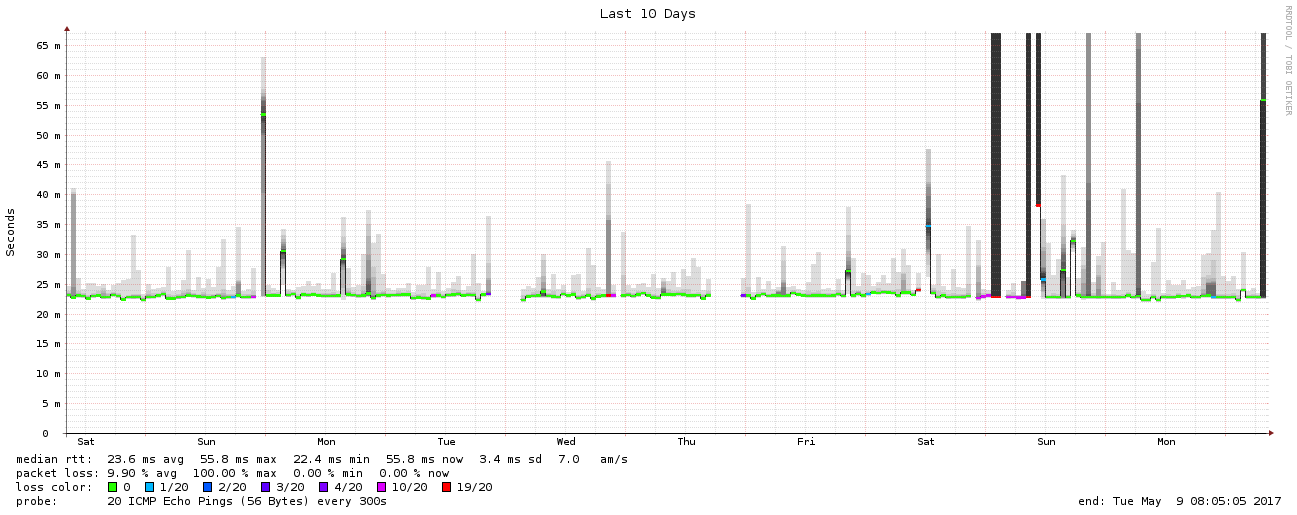 Last 10 Days
RRDTOOL / TOBI OETIKER
Seconds
65 m
60 m
55 m
50 m
45 m
40 m
35 m
30 m
25 m
20 m
15 m
10 m
5 m
0
Sat Sun Mon Tue Wed Thu Fri Sat Sun Mon
median rtt: 23.6 ms avg 55.8 ms max 22.4 ms min 55.8 ms now 3.4 ms sd 7.0 am/s
packet loss: 9.90 % avg 100.00 % max 0.00 % min 0.00 % now
loss color: 0 1/20 2/20 3/20 4/20 10/20 19/20
probe: 20 ICMP Echo Pings (56 Bytes) every 300s end: Tue May 9 08:05:05 2017